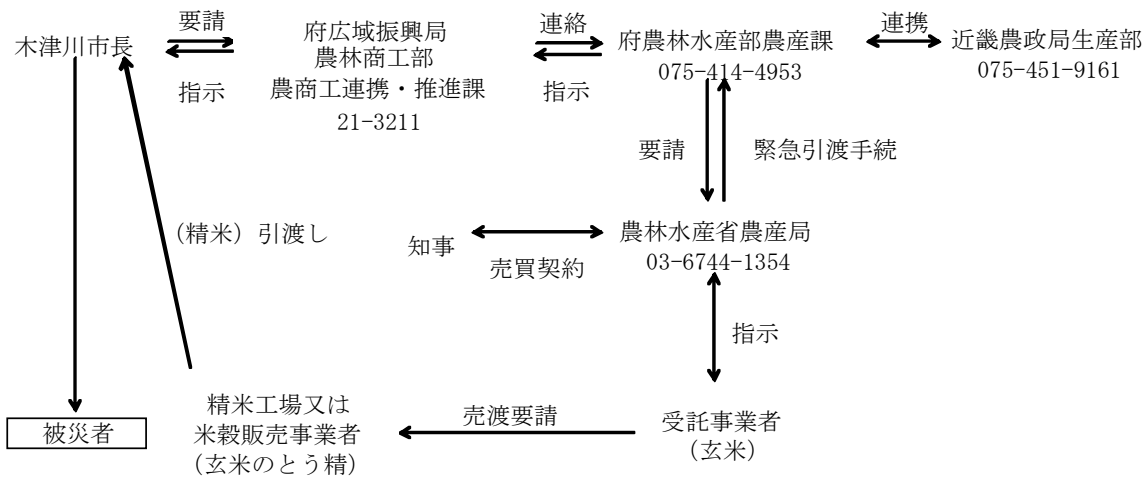 要請
連絡
連携
木津川市長
府広域振興局
農林商工部
農商工連携・推進課
21-3211
府農林水産部農産課
075-414-4953
近畿農政局生産部
075-451-9161
指示
指示
要請
緊急引渡手続
(精米)引渡し
知事
売買契約
農林水産省農産局
03-6744-1354
指示
被災者
精米工場又は
米穀販売事業者
(玄米のとう精)
売渡要請
受託事業者
(玄米)